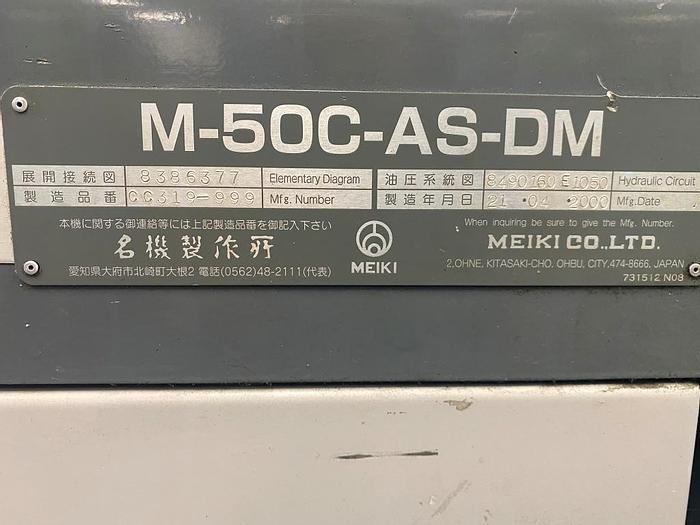 M-50C-AS-DM
展開接続図 8386377 Elementary Diagram 油圧系統図 8490160E1050 Hydraulic Circuit
製造品番 CC319-999 Mfg. Number 製造年月日 21・04・2000 Mfg.Date
本機に関する御連絡等には上記製造品番を御記入下さい
When inquiring be sure to give the Mfg. Number.
名機製作所
MEIKI
MEIKI CO.LTD.
愛知県大府市北崎町大根2 電話(0562)48-2111(代表)
2,OHNE, KITASAKI-CHO. OHBU, CITY,474-8666, JAPAN
731512 N08